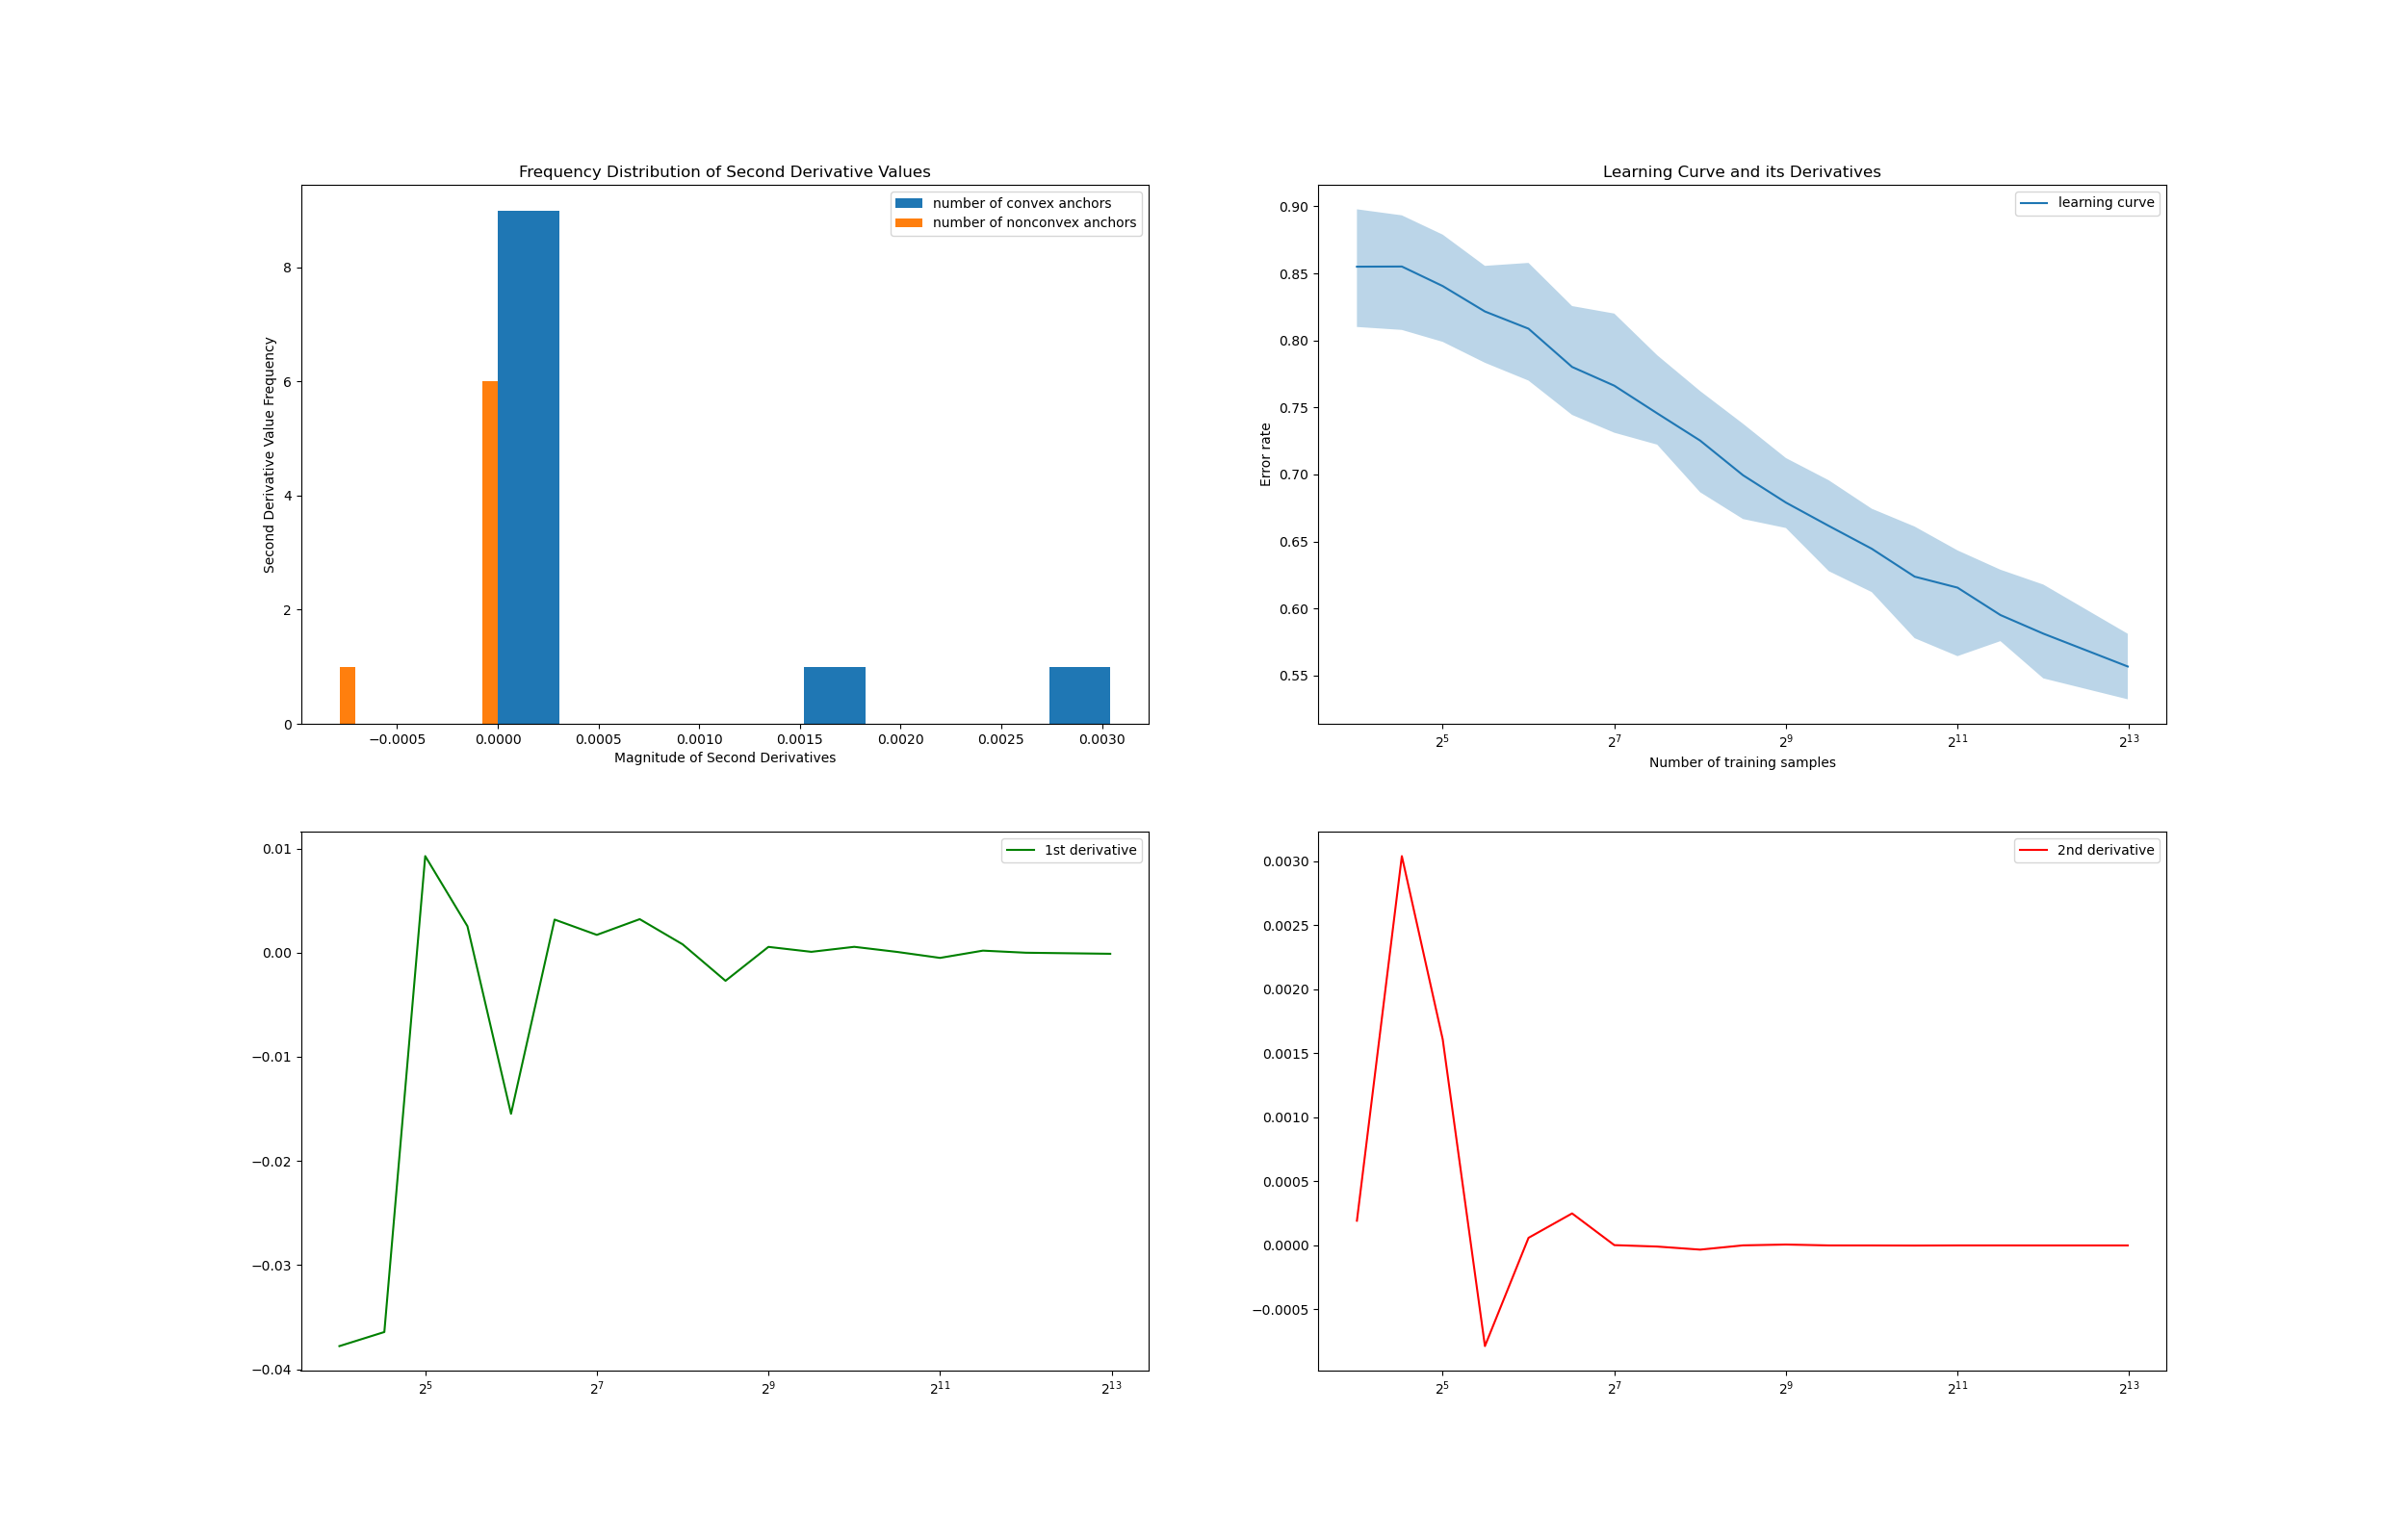 Frequency Distribution of Second Derivative Values
number of convex anchors
number of nonconvex anchors
8
6
4
2
0
Second Derivative Value Frequency
−0.0005 0.0000 0.0005 0.0010 0.0015 0.0020 0.0025 0.0030
Magnitude of Second Derivatives
Learning Curve and its Derivatives
learning curve
0.90
0.85
0.80
0.75
0.70
0.65
0.60
0.55
Error rate
2⁵ 2⁷ 2⁹ 2¹¹ 2¹³
Number of training samples
1st derivative
0.01
0.00
−0.01
−0.02
−0.03
−0.04
2⁵ 2⁷ 2⁹ 2¹¹ 2¹³
2nd derivative
0.0030
0.0025
0.0020
0.0015
0.0010
0.0005
0.0000
−0.0005
2⁵ 2⁷ 2⁹ 2¹¹ 2¹³